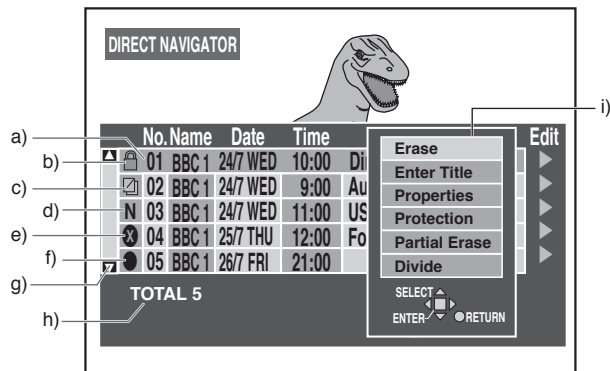 DIRECT NAVIGATOR
No. Name Date Time Edit
01 BBC 1 24/7 WED 10:00 Di
02 BBC 1 24/7 WED 9:00 Au
N 03 BBC 1 24/7 WED 11:00 US
X 04 BBC 1 25/7 THU 12:00 Fo
05 BBC 1 26/7 FRI 21:00
TOTAL 5
Erase
Enter Title
Properties
Protection
Partial Erase
Divide
SELECT
ENTER RETURN
a)
b)
c)
d)
e)
f)
g)
h)
i)